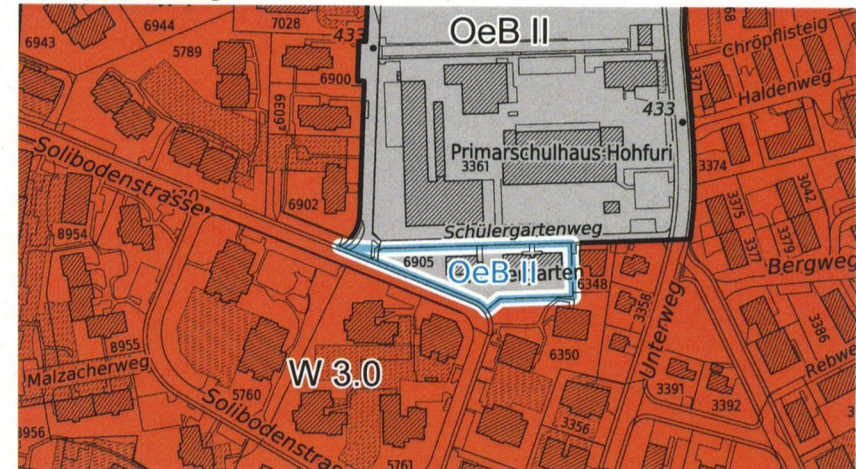 6943
6944
7028
5789
433
6900
6039
6902
OeB II
433
Primarschulhaus Hohfuri
3361
68
Chröpflisteig
3371
Haldenweg
3374
3042
3375
3379
3377
Bergweg
Solibodenstrasse
8954
Schülergartenweg
6905
OeB II
6348
3358
Unterweg
3386
Rebwe
8955
Malzacherweg
W 3.0
6350
3391
3392
5760
Solibodenstras
3356
3956
5761